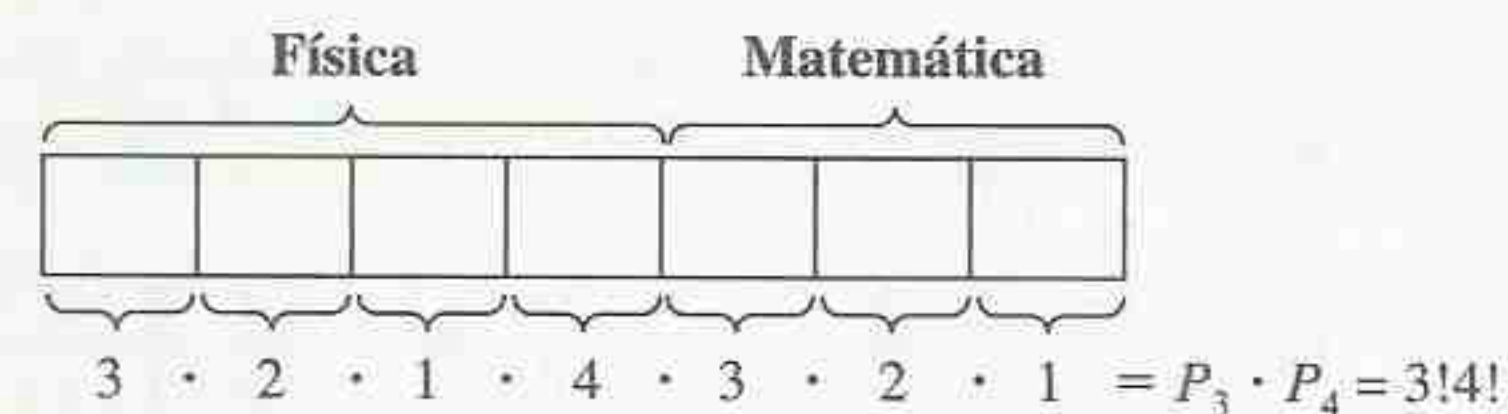 Física Matemática
3 · 2 · 1 · 4 · 3 · 2 · 1 = P₃ · P₄ = 3!4!